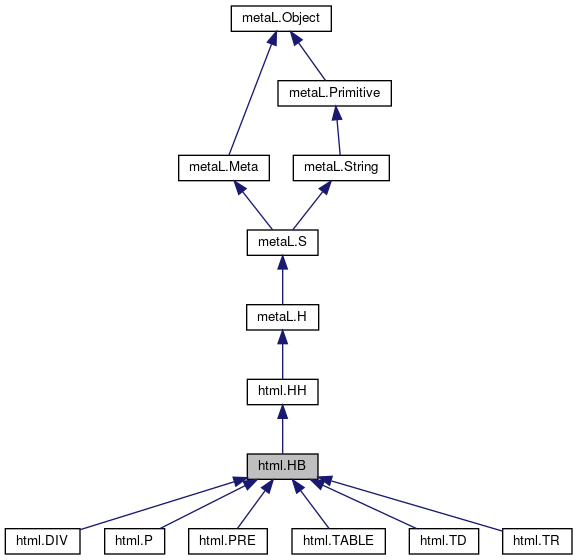 metaL.Object
metaL.Primitive
metaL.Meta
metaL.String
metaL.S
metaL.H
html.HH
html.HB
html.DIV
html.P
html.PRE
html.TABLE
html.TD
html.TR